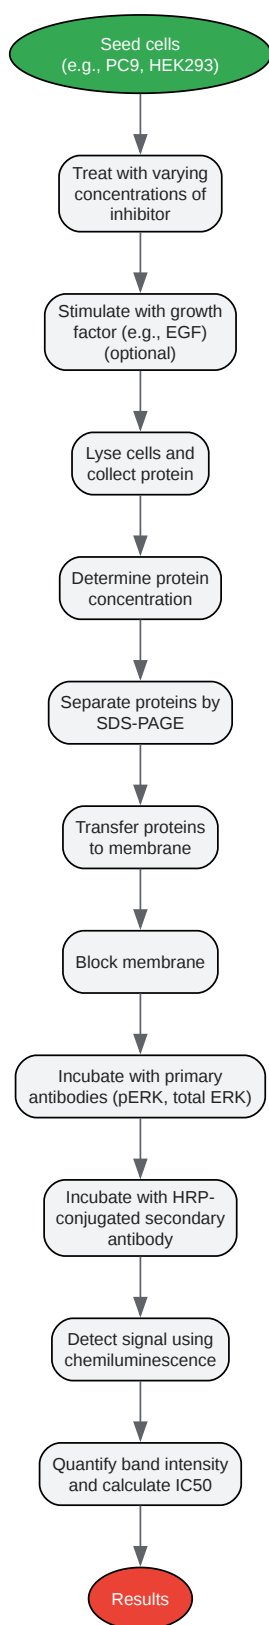 Seed cells
(e.g., PC9, HEK293)
Treat with varying
concentrations of
inhibitor
Stimulate with growth
factor (e.g., EGF)
(optional)
Lyse cells and
collect protein
Determine protein
concentration
Separate proteins by
SDS-PAGE
Transfer proteins
to membrane
Block membrane
Incubate with primary
antibodies (pERK, total ERK)
Incubate with HRP-
conjugated secondary
antibody
Detect signal using
chemiluminescence
Quantify band intensity
and calculate IC50
Results